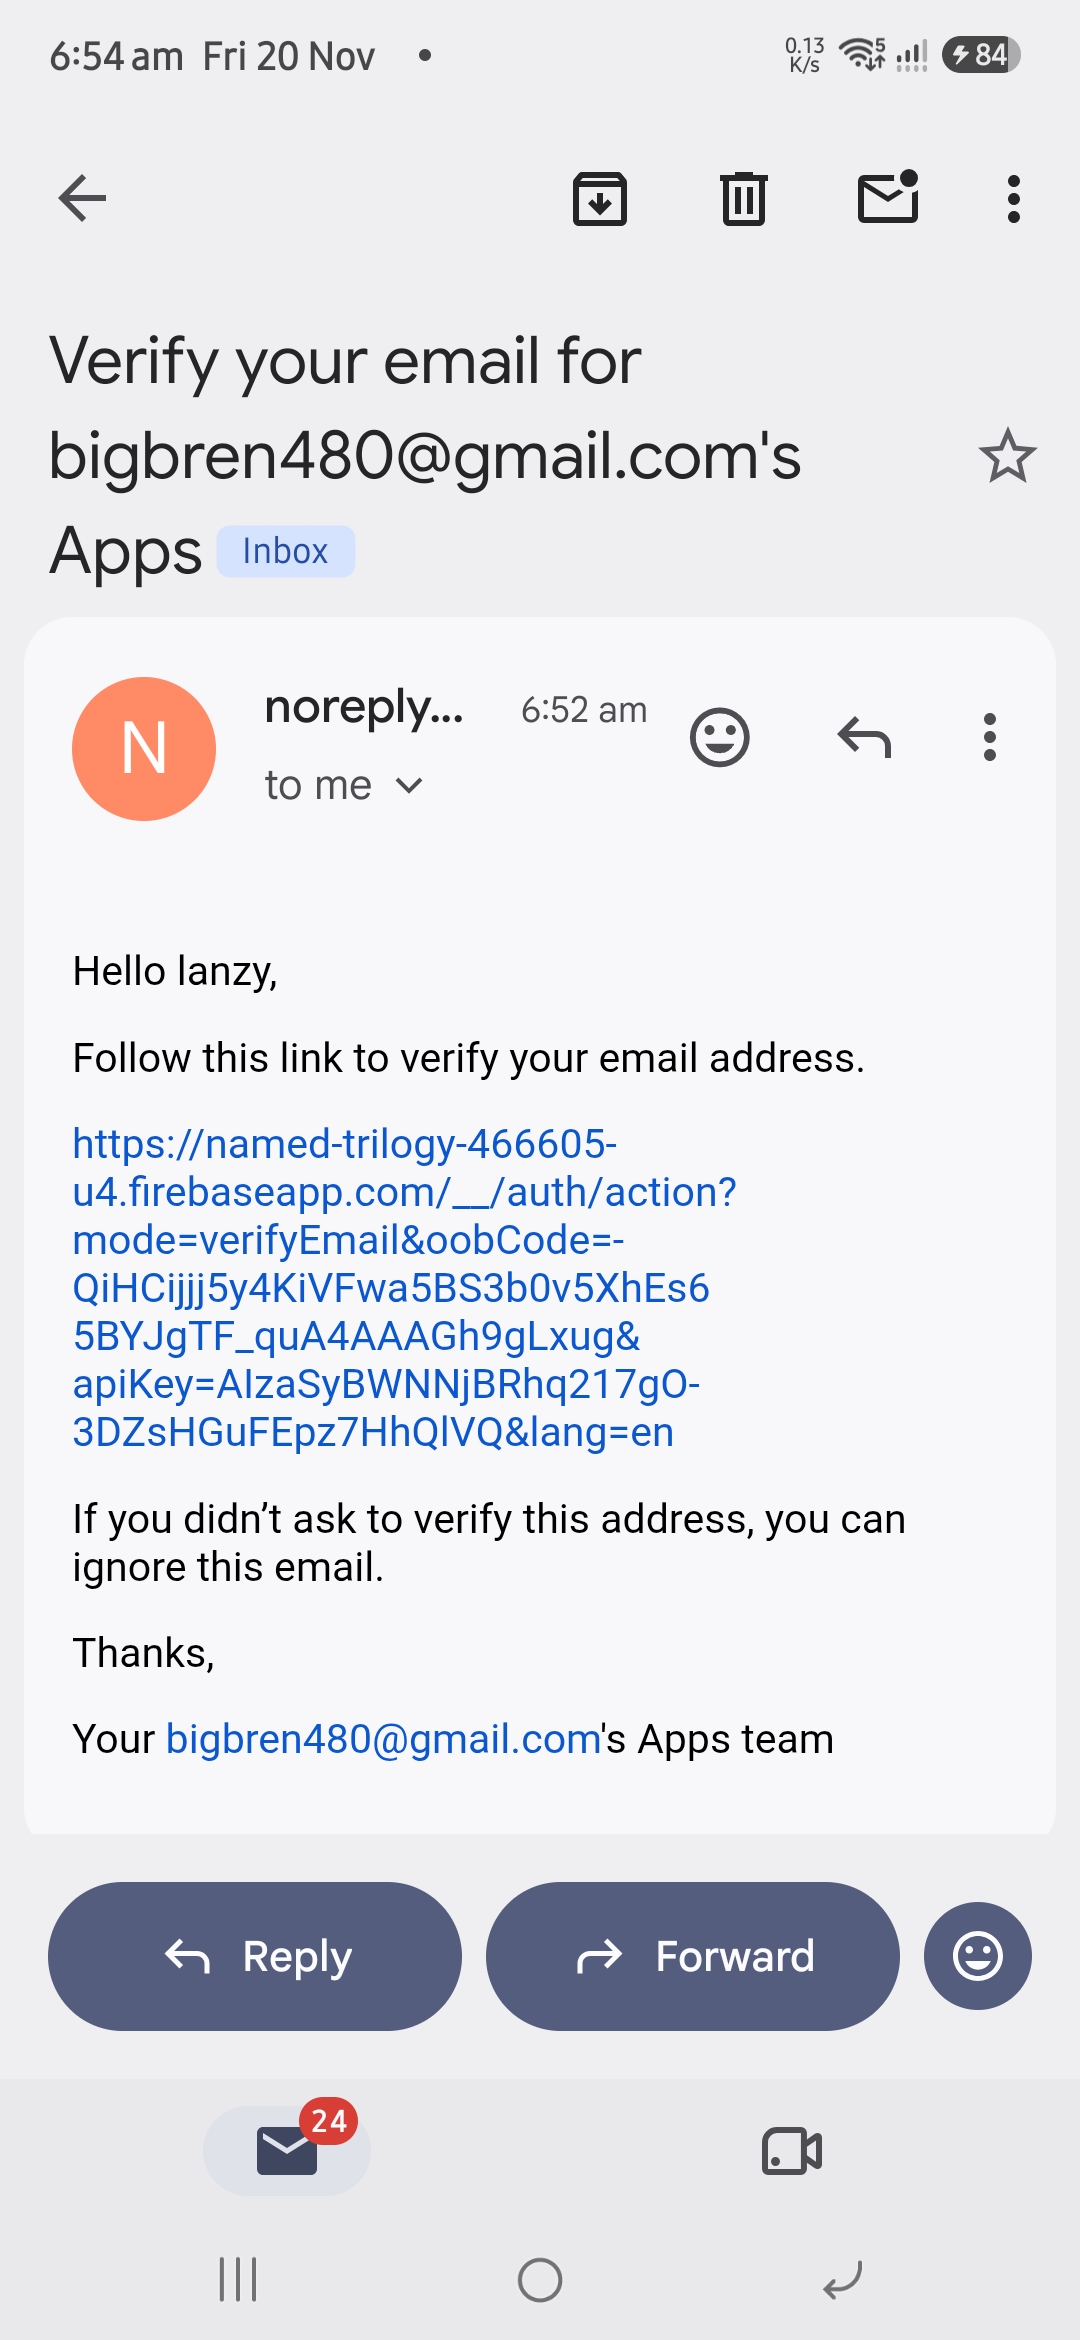 6:54 am Fri 20 Nov
0.13 K/s
5
84
Verify your email for
bigbren480@gmail.com's
Apps Inbox
N
noreply... 6:52 am
to me
Hello lanzy,
Follow this link to verify your email address.
https://named-trilogy-466605-
u4.firebaseapp.com/__/auth/action?
mode=verifyEmail&oobCode=-
QiHCijjj5y4KiVFwa5BS3b0v5XhEs6
5BYJgTF_quA4AAAGh9gLxug&
apiKey=AIzaSyBWNNjBRhq217gO-
3DZsHGuFEpz7HhQlVQ&lang=en
If you didn’t ask to verify this address, you can
ignore this email.
Thanks,
Your bigbren480@gmail.com's Apps team
Reply
Forward
24